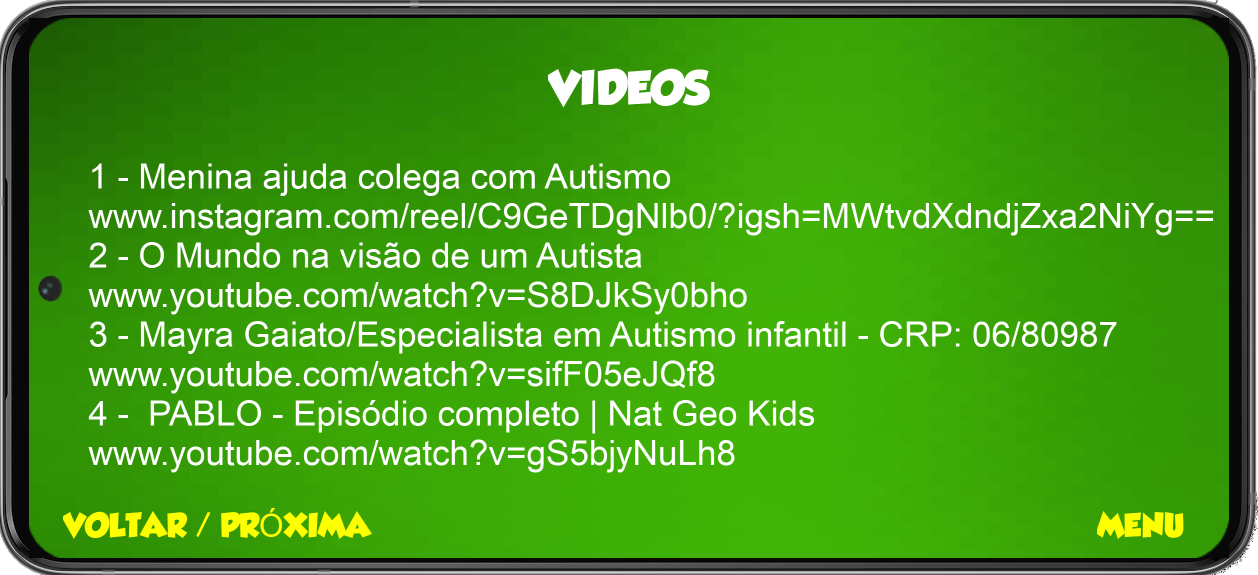 VIDEOS
1 - Menina ajuda colega com Autismo
www.instagram.com/reel/C9GeTDgNlb0/?igsh=MWtvdXdndjZxa2NiYg==
2 - O Mundo na visão de um Autista
www.youtube.com/watch?v=S8DJkSy0bho
3 - Mayra Gaiato/Especialista em Autismo infantil - CRP: 06/80987
www.youtube.com/watch?v=sifF05eJQf8
4 -  PABLO - Episódio completo | Nat Geo Kids
www.youtube.com/watch?v=gS5bjyNuLh8
VOLTAR / PRÓXIMA
MENU